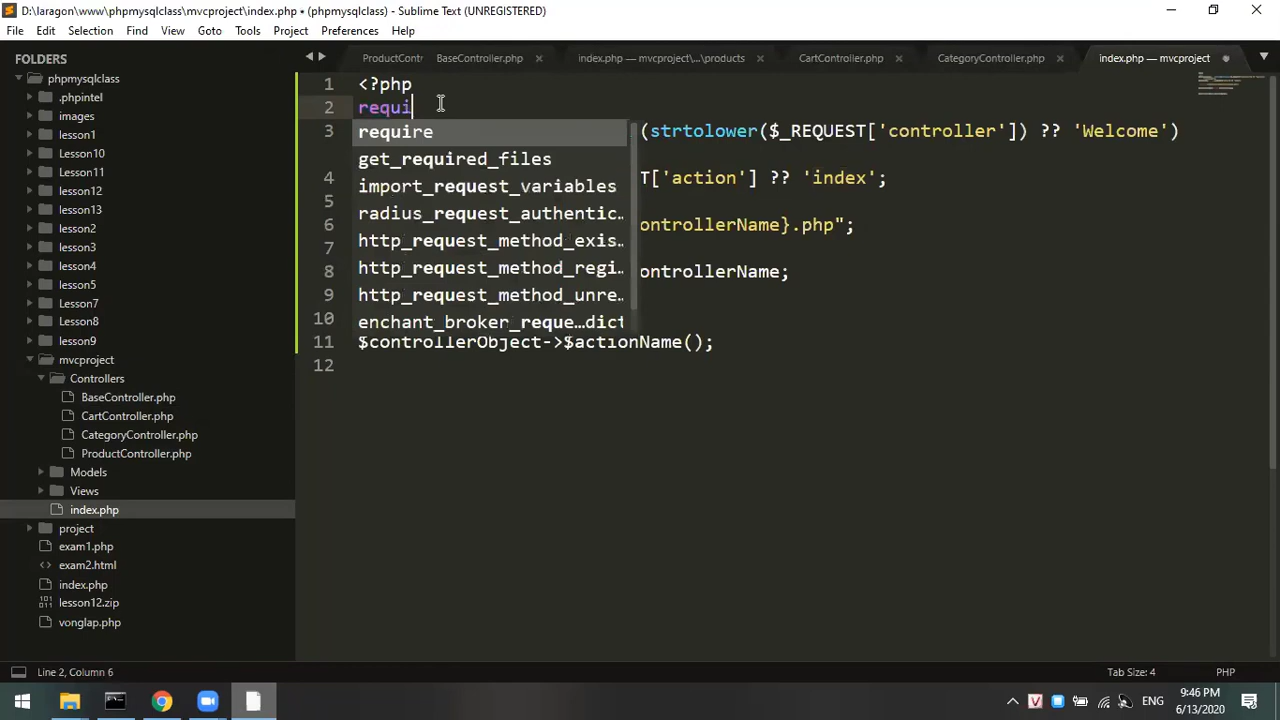 D:\laragon\www\phpmysqlclass\mvcproject\index.php • (phpmysqlclass) - Sublime Text (UNREGISTERED)
File Edit Selection Find View Goto Tools Project Preferences Help
FOLDERS
phpmysqlclass
.phpintel
images
lesson1
Lesson10
Lesson11
lesson12
lesson13
lesson2
lesson3
lesson4
lesson5
Lesson7
Lesson8
lesson9
mvcproject
Controllers
BaseController.php
CartController.php
CategoryController.php
ProductController.php
Models
Views
index.php
project
exam1.php
exam2.html
index.php
lesson12.zip
vonglap.php
ProductContr BaseController.php index.php — mvcproject\...\products CartController.php CategoryController.php index.php — mvcproject
1 <?php
2 requi
3 (strtolower($_REQUEST['controller']) ?? 'Welcome')
4 T['action'] ?? 'index';
5
6 ontrollerName}.php";
7
8 ontrollerName;
9
10
11 $controllerObject->$actionName();
12
require
get_required_files
import_request_variables
radius_request_authentic…
http_request_method_exis…
http_request_method_regi…
http_request_method_unre…
enchant_broker_reque…dict
Line 2, Column 6 Tab Size: 4 PHP
ENG 9:46 PM
6/13/2020